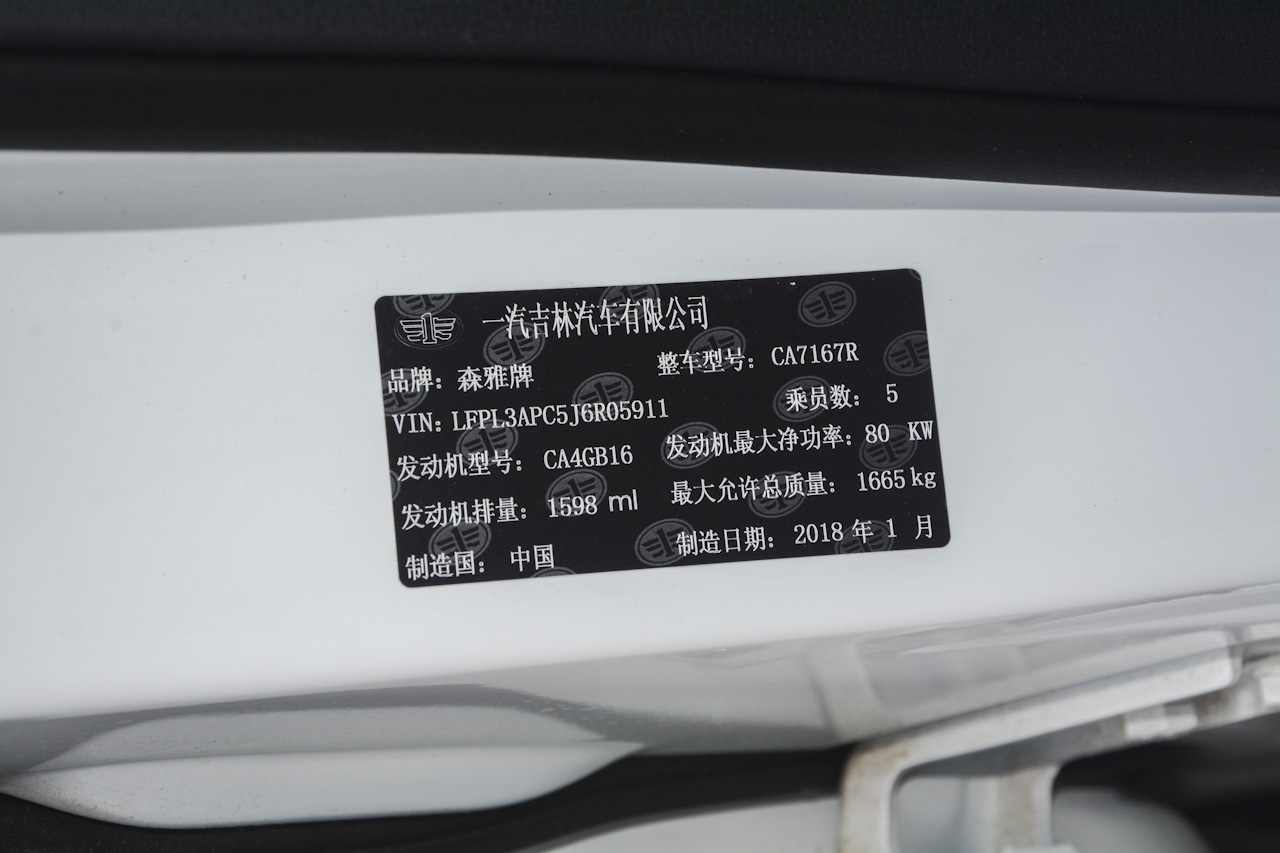 一汽吉林汽车有限公司
品牌：森雅牌 整车型号：CA7167R
VIN：LFPL3APC5J6R05911 乘员数：5
发动机型号：CA4GB16 发动机最大净功率：80 KW
发动机排量：1598 ml 最大允许总质量：1665 kg
制造国：中国 制造日期：2018 年 1 月